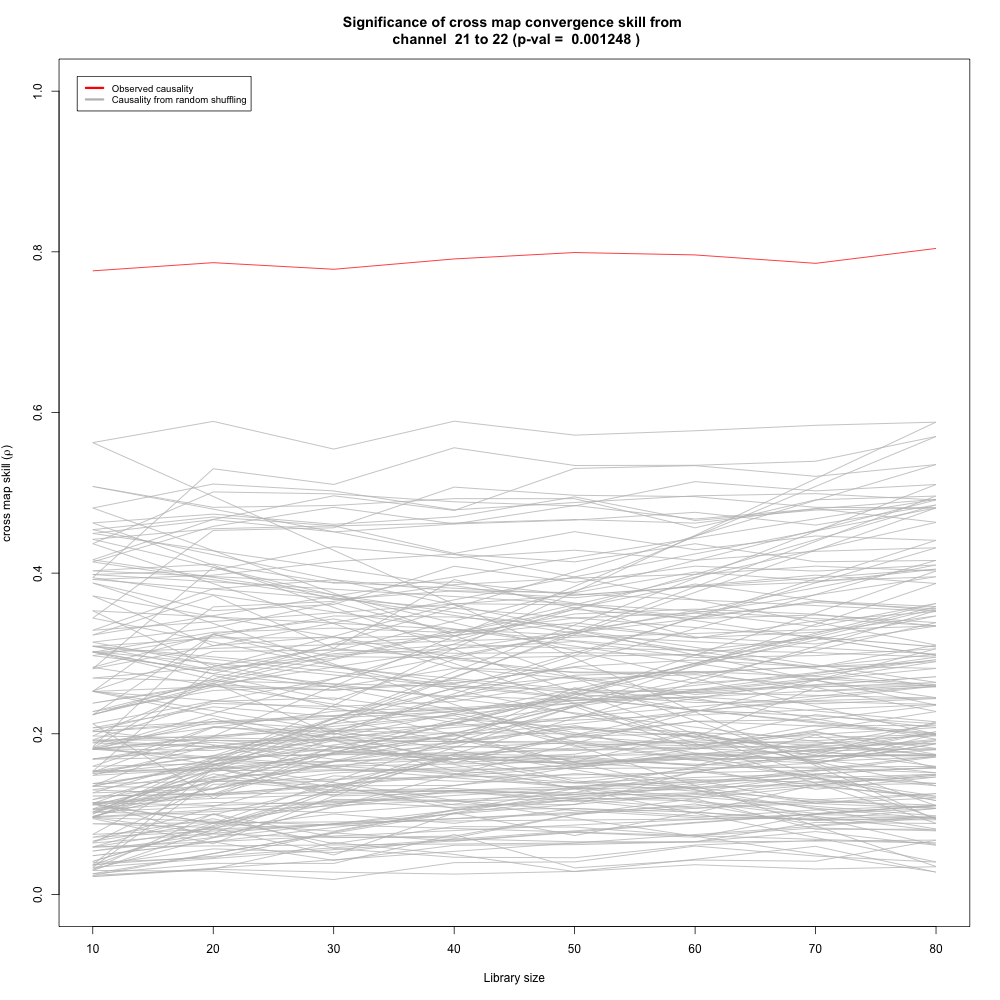 Significance of cross map convergence skill from
channel  21 to 22 (p-val =  0.001248 )
Observed causality
Causality from random shuffling
cross map skill (ρ)
1.0
0.8
0.6
0.4
0.2
0.0
10 20 30 40 50 60 70 80
Library size